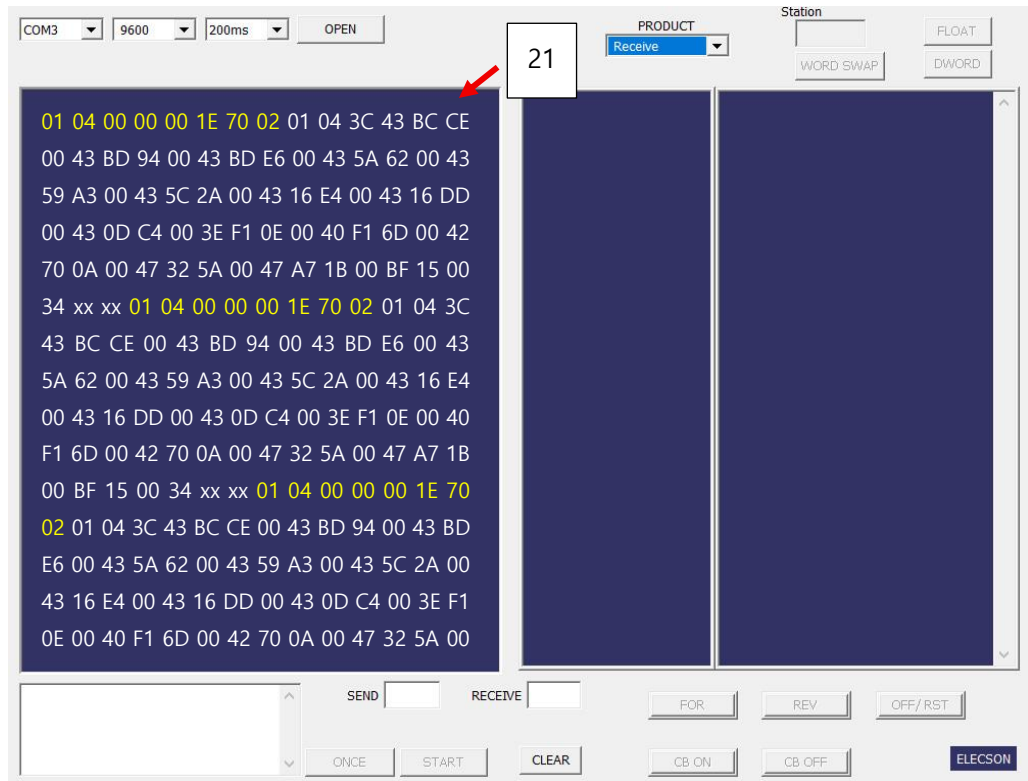 COM3 9600 200ms OPEN PRODUCT Station
Receive FLOAT
WORD SWAP DWORD
21
01 04 00 00 00 1E 70 02 01 04 3C 43 BC CE
00 43 BD 94 00 43 BD E6 00 43 5A 62 00 43
59 A3 00 43 5C 2A 00 43 16 E4 00 43 16 DD
00 43 0D C4 00 3E F1 0E 00 40 F1 6D 00 42
70 0A 00 47 32 5A 00 47 A7 1B 00 BF 15 00
34 xx xx 01 04 00 00 00 1E 70 02 01 04 3C
43 BC CE 00 43 BD 94 00 43 BD E6 00 43
5A 62 00 43 59 A3 00 43 5C 2A 00 43 16 E4
00 43 16 DD 00 43 0D C4 00 3E F1 0E 00 40
F1 6D 00 42 70 0A 00 47 32 5A 00 47 A7 1B
00 BF 15 00 34 xx xx 01 04 00 00 00 1E 70
02 01 04 3C 43 BC CE 00 43 BD 94 00 43 BD
E6 00 43 5A 62 00 43 59 A3 00 43 5C 2A 00
43 16 E4 00 43 16 DD 00 43 0D C4 00 3E F1
0E 00 40 F1 6D 00 42 70 0A 00 47 32 5A 00
SEND RECEIVE
FOR REV OFF/RST
ONCE START CLEAR CB ON CB OFF ELECSON